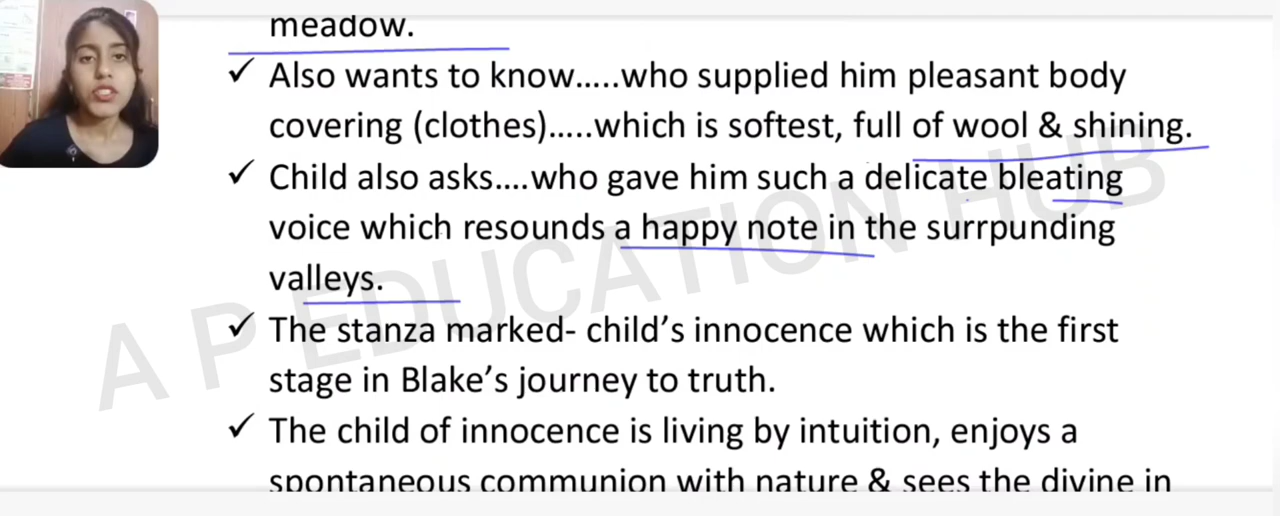 meadow.
✓ Also wants to know.....who supplied him pleasant body
covering (clothes).....which is softest, full of wool & shining.
✓ Child also asks....who gave him such a delicate bleating
voice which resounds a happy note in the surrpunding
valleys.
✓ The stanza marked- child's innocence which is the first
stage in Blake's journey to truth.
✓ The child of innocence is living by intuition, enjoys a
spontaneous communion with nature & sees the divine in
A P EDUCATION HUB